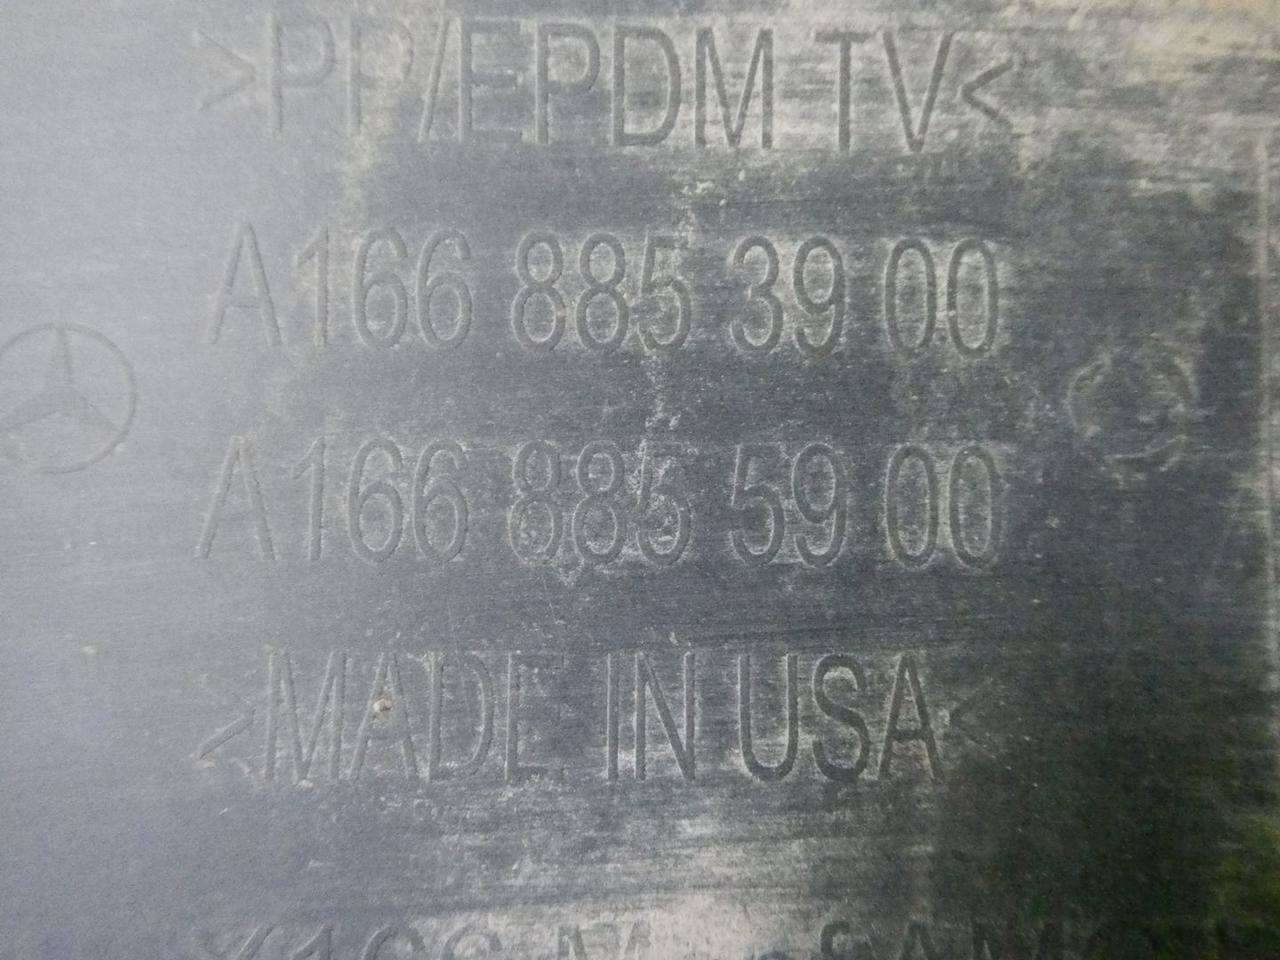 >PP/EPDM TV<
A166 885 39 00
A166 885 59 00
>MADE IN USA<